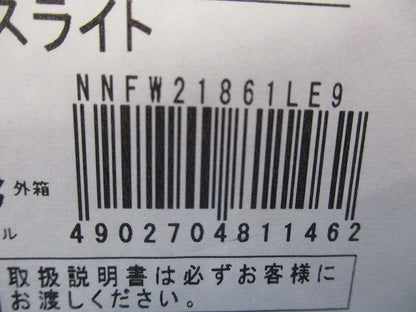 スライト
NNFW21861LE9
外箱
ル
4902704811462
取扱説明書は必ずお客様に
お渡しください。